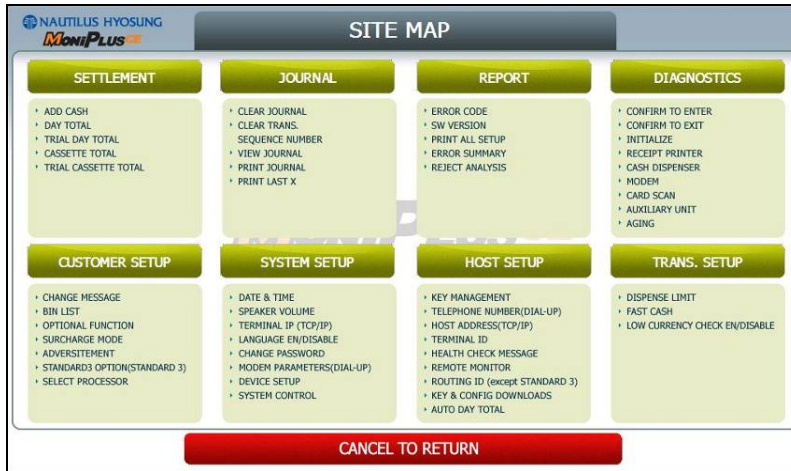 NAUTILUS HYOSUNG
MONIPLUSCE
SITE MAP
SETTLEMENT
ADD CASH
DAY TOTAL
TRIAL DAY TOTAL
CASSETTE TOTAL
TRIAL CASSETTE TOTAL
JOURNAL
CLEAR JOURNAL
CLEAR TRANS.
SEQUENCE NUMBER
VIEW JOURNAL
PRINT JOURNAL
PRINT LAST X
REPORT
ERROR CODE
SW VERSION
PRINT ALL SETUP
ERROR SUMMARY
REJECT ANALYSIS
DIAGNOSTICS
CONFIRM TO ENTER
CONFIRM TO EXIT
INITIALIZE
RECEIPT PRINTER
CASH DISPENSER
MODEM
CARD SCAN
AUXILIARY UNIT
AGING
CUSTOMER SETUP
CHANGE MESSAGE
BIN LIST
OPTIONAL FUNCTION
SURCHARGE MODE
ADVERSITEMENT
STANDARD3 OPTION(STANDARD 3)
SELECT PROCESSOR
SYSTEM SETUP
DATE & TIME
SPEAKER VOLUME
TERMINAL IP (TCP/IP)
LANGUAGE EN/DISABLE
CHANGE PASSWORD
MODEM PARAMETERS(DIAL-UP)
DEVICE SETUP
SYSTEM CONTROL
HOST SETUP
KEY MANAGEMENT
TELEPHONE NUMBER(DIAL-UP)
HOST ADDRESS(TCP/IP)
TERMINAL ID
HEALTH CHECK MESSAGE
REMOTE MONITOR
ROUTING ID (except STANDARD 3)
KEY & CONFIG DOWNLOADS
AUTO DAY TOTAL
TRANS. SETUP
DISPENSE LIMIT
FAST CASH
LOW CURRENCY CHECK EN/DISABLE
CANCEL TO RETURN